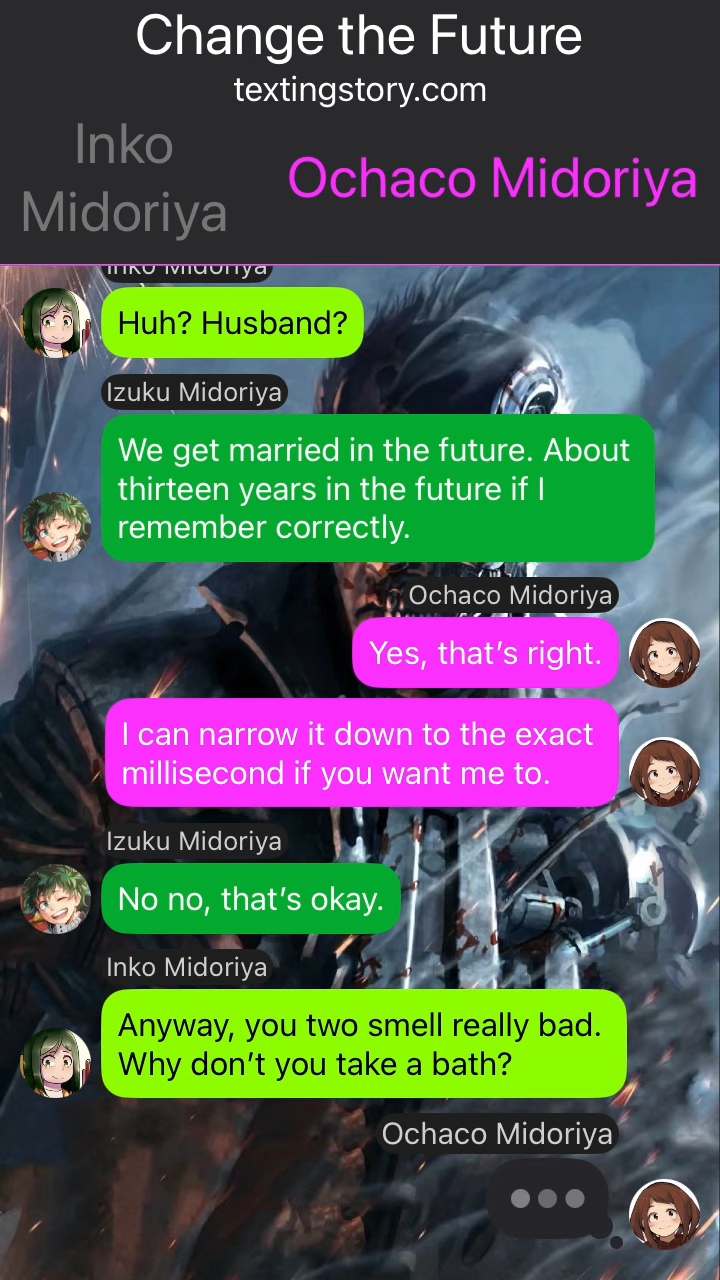 Change the Future
textingstory.com
Inko
Midoriya
Ochaco Midoriya
Inko Midoriya
Huh? Husband?
Izuku Midoriya
We get married in the future. About
thirteen years in the future if I
remember correctly.
Ochaco Midoriya
Yes, that’s right.
I can narrow it down to the exact
millisecond if you want me to.
Izuku Midoriya
No no, that’s okay.
Inko Midoriya
Anyway, you two smell really bad.
Why don’t you take a bath?
Ochaco Midoriya